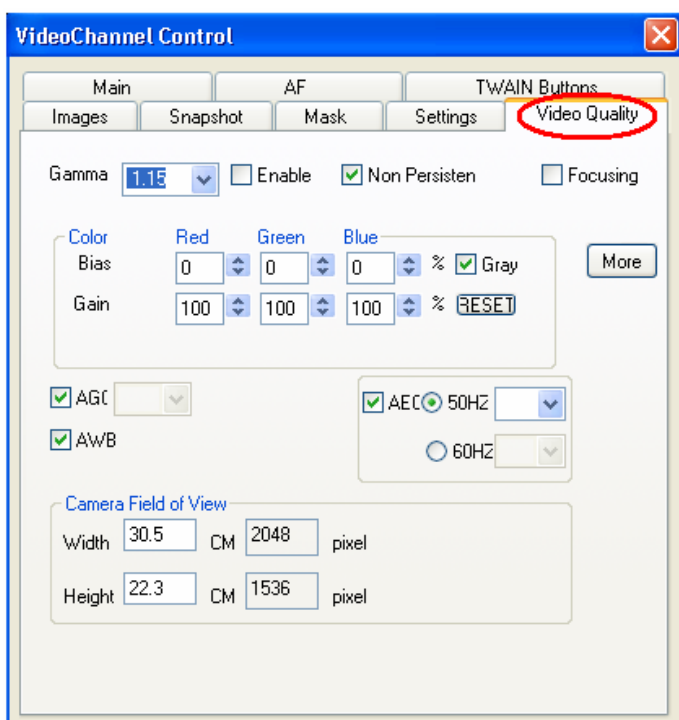 VideoChannel Control
Main AF TWAIN Buttons
Images Snapshot Mask Settings Video Quality
Gamma 1.15 Enable Non Persisten Focusing
Color Red Green Blue
Bias 0 0 0 % Gray More
Gain 100 100 100 % RESET
AGC AEC 50HZ
AWB 60HZ
Camera Field of View
Width 30.5 CM 2048 pixel
Height 22.3 CM 1536 pixel